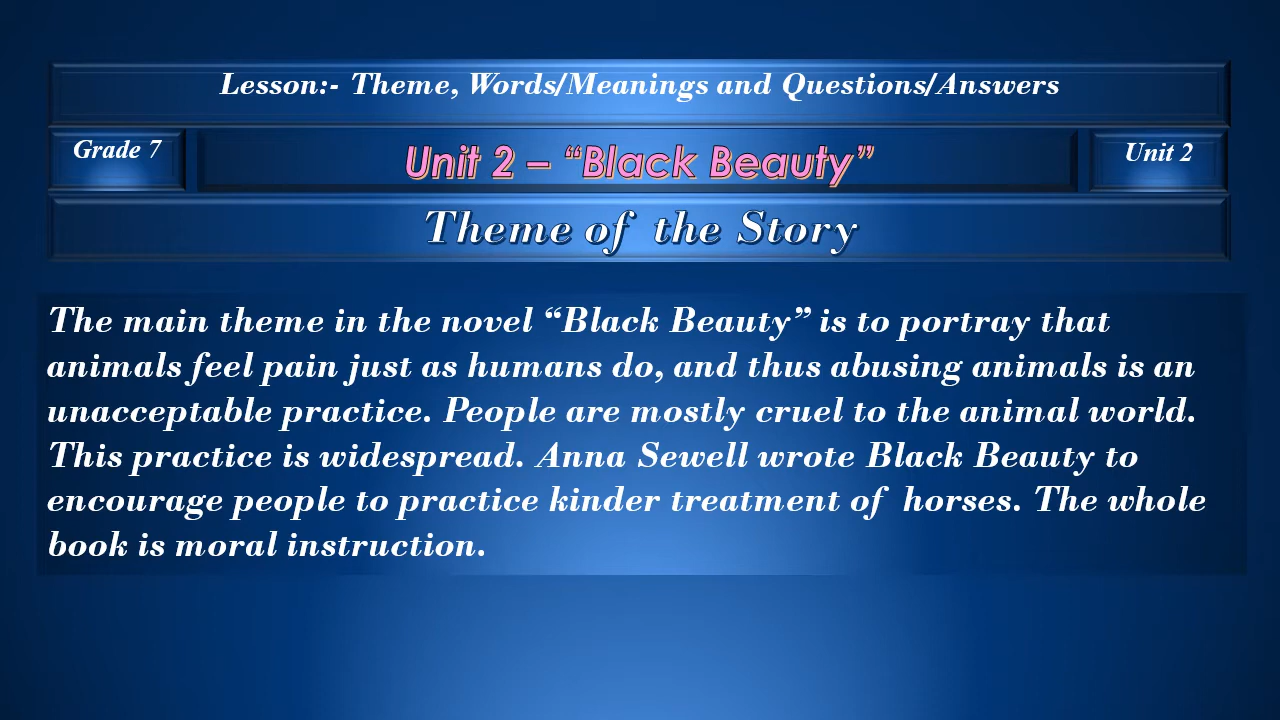 Lesson:- Theme, Words/Meanings and Questions/Answers
Grade 7
Unit 2 – “Black Beauty”
Unit 2
Theme of the Story
The main theme in the novel “Black Beauty” is to portray that
animals feel pain just as humans do, and thus abusing animals is an
unacceptable practice. People are mostly cruel to the animal world.
This practice is widespread. Anna Sewell wrote Black Beauty to
encourage people to practice kinder treatment of horses. The whole
book is moral instruction.